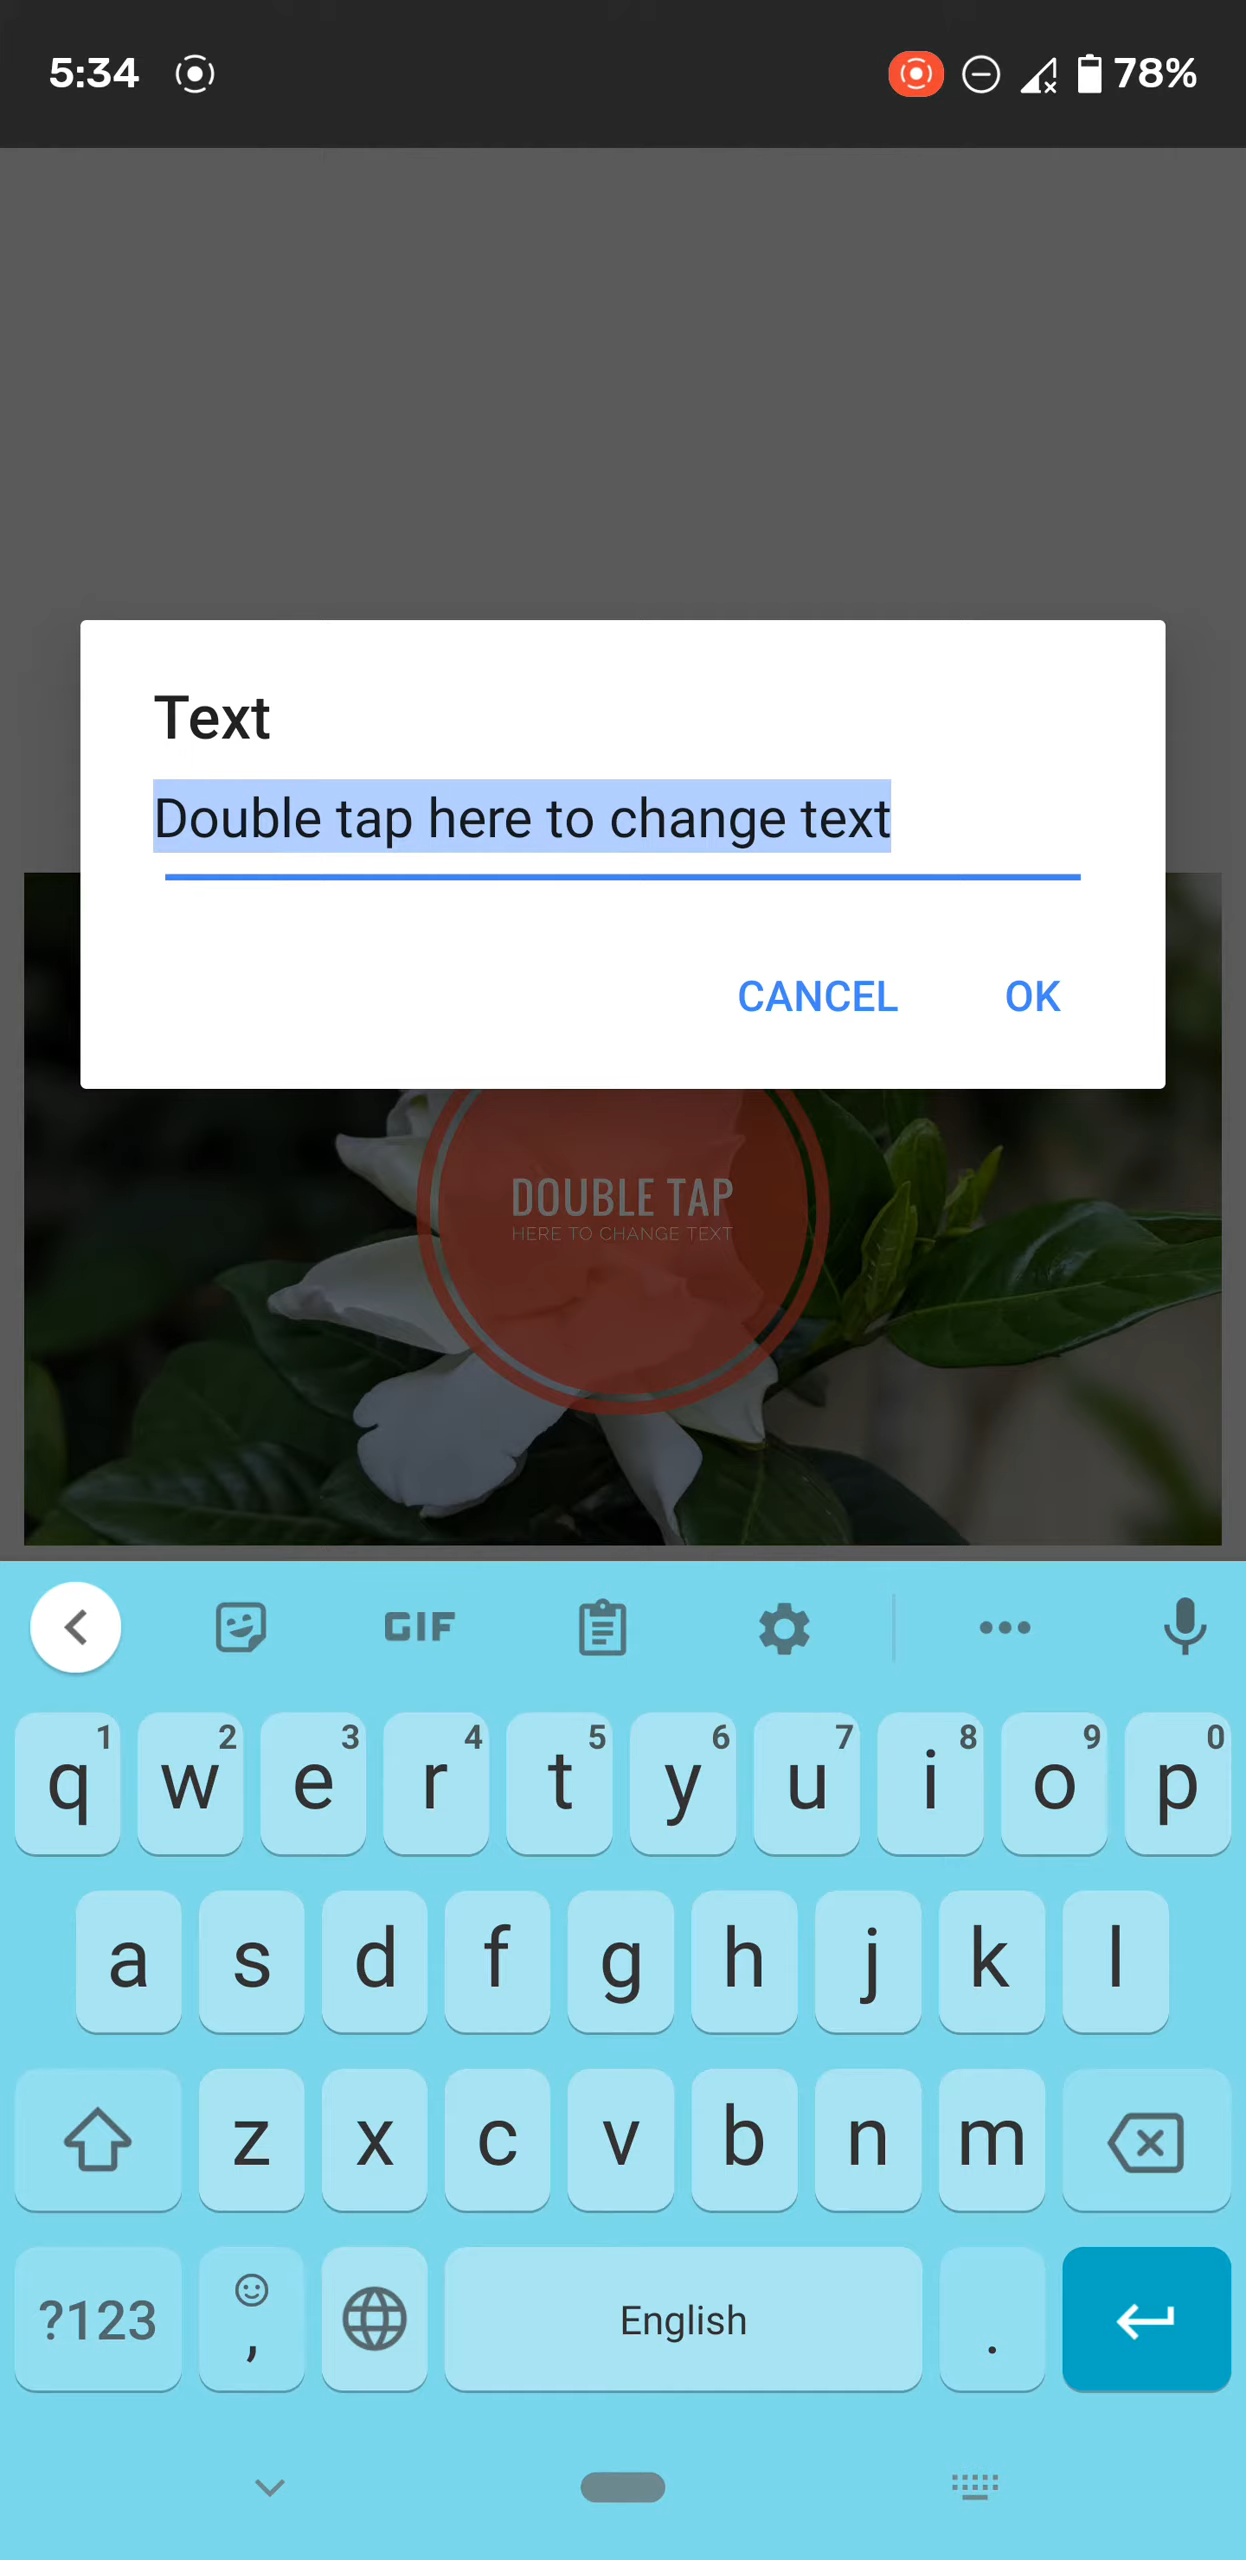 5:34
78%
Text
Double tap here to change text
CANCEL OK
DOUBLE TAP
HERE TO CHANGE TEXT
GIF
1 2 3 4 5 6 7 8 9 0
q w e r t y u i o p
a s d f g h j k l
z x c v b n m
?123 , English .